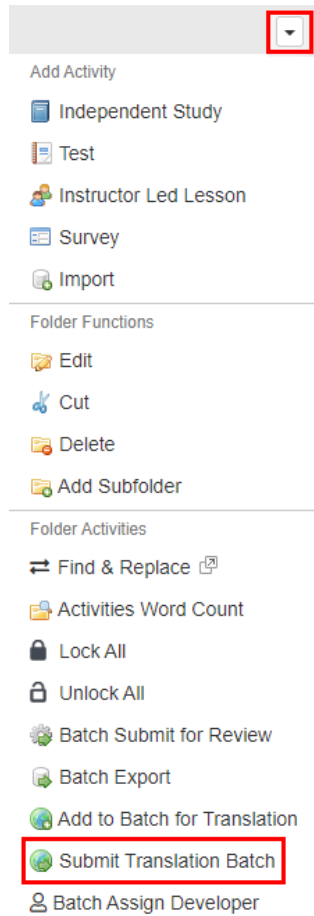 Add Activity
Independent Study
Test
Instructor Led Lesson
Survey
Import
Folder Functions
Edit
Cut
Delete
Add Subfolder
Folder Activities
Find & Replace
Activities Word Count
Lock All
Unlock All
Batch Submit for Review
Batch Export
Add to Batch for Translation
Submit Translation Batch
Batch Assign Developer